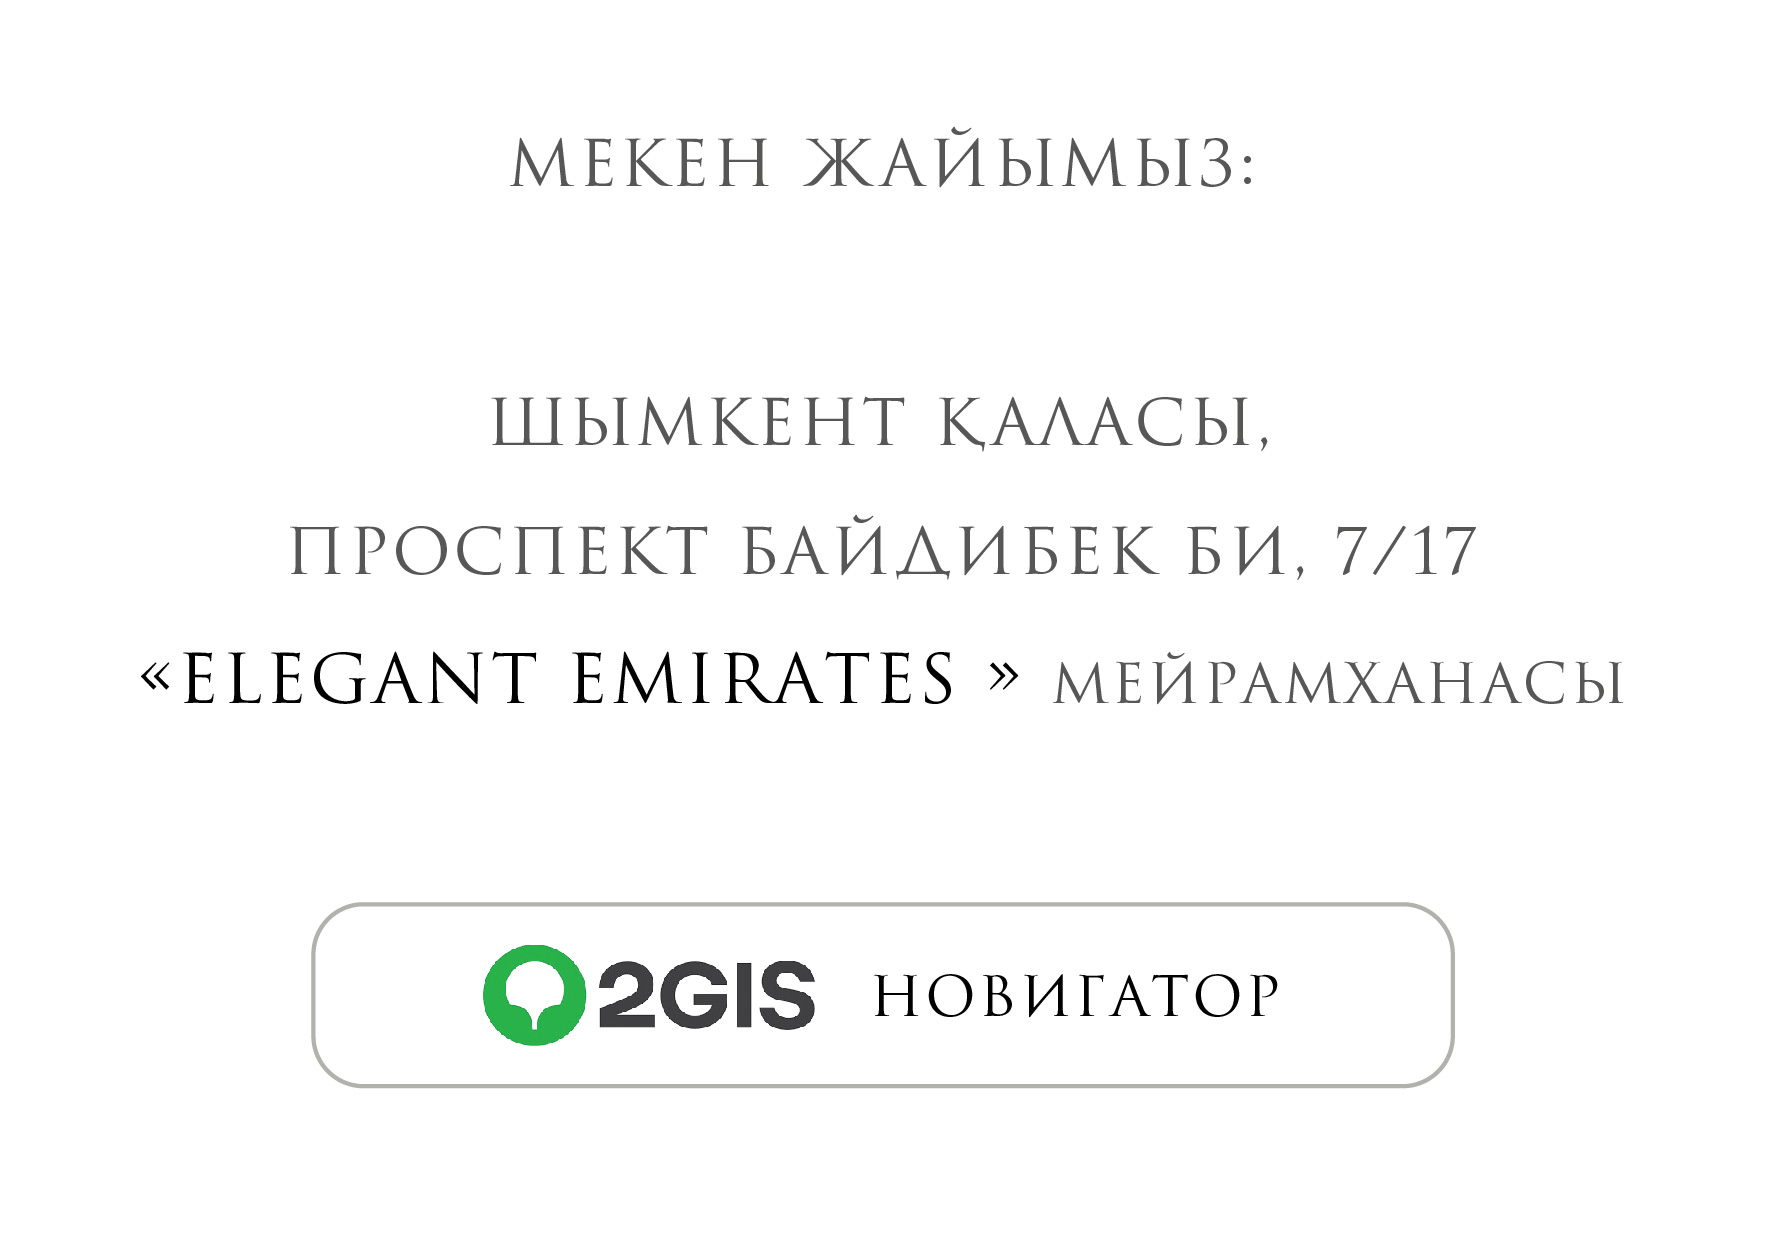 МЕКЕН ЖАЙЫМЫЗ:
ШЫМКЕНТ ҚАЛАСЫ,
ПРОСПЕКТ БАЙДИБЕК БИ, 7/17
«ELEGANT EMIRATES » МЕЙРАМХАНАСЫ
2GIS НОВИГАТОР